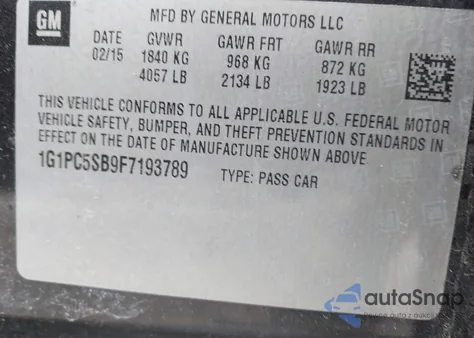 GM
MFD BY GENERAL MOTORS LLC
DATE GVWR GAWR FRT GAWR RR
02/15 1840 KG 968 KG 872 KG
4057 LB 2134 LB 1923 LB
THIS VEHICLE CONFORMS TO ALL APPLICABLE U.S. FEDERAL MOTOR
VEHICLE SAFETY, BUMPER, AND THEFT PREVENTION STANDARDS IN
EFFECT ON THE DATE OF MANUFACTURE SHOWN ABOVE.
1G1PC5SB9F7193789 TYPE: PASS CAR
autoSnap